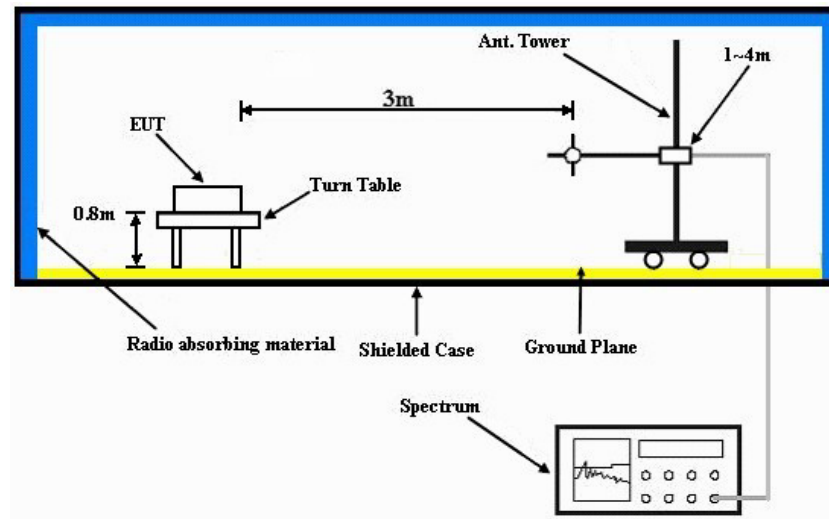 Ant. Tower
1~4m
3m
EUT
Turn Table
0.8m
Radio absorbing material
Shielded Case
Ground Plane
Spectrum